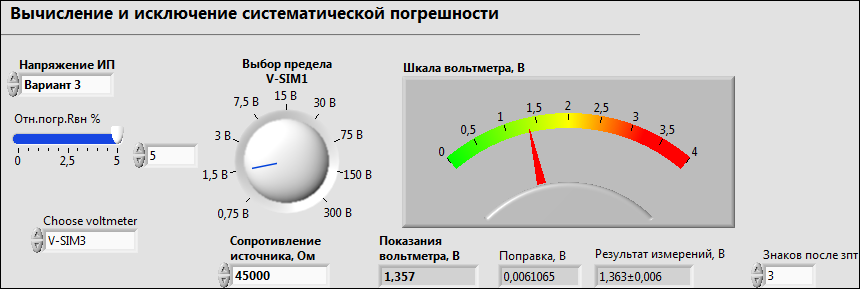 Вычисление и исключение систематической погрешности
Напряжение ИП
Вариант 3
Отн.погр.Rвн %
0 2,5 5
5
Choose voltmeter
V-SIM3
Выбор предела
V-SIM1
0,75 В
1,5 В
3 В
7,5 В
15 В
30 В
75 В
150 В
300 В
Сопротивление
источника, Ом
45000
Шкала вольтметра, В
0 0,5 1 1,5 2 2,5 3 3,5 4
Показания
вольтметра, В
1,357
Поправка, В
0,0061065
Результат измерений, В
1,363±0,006
Знаков после зпт
3